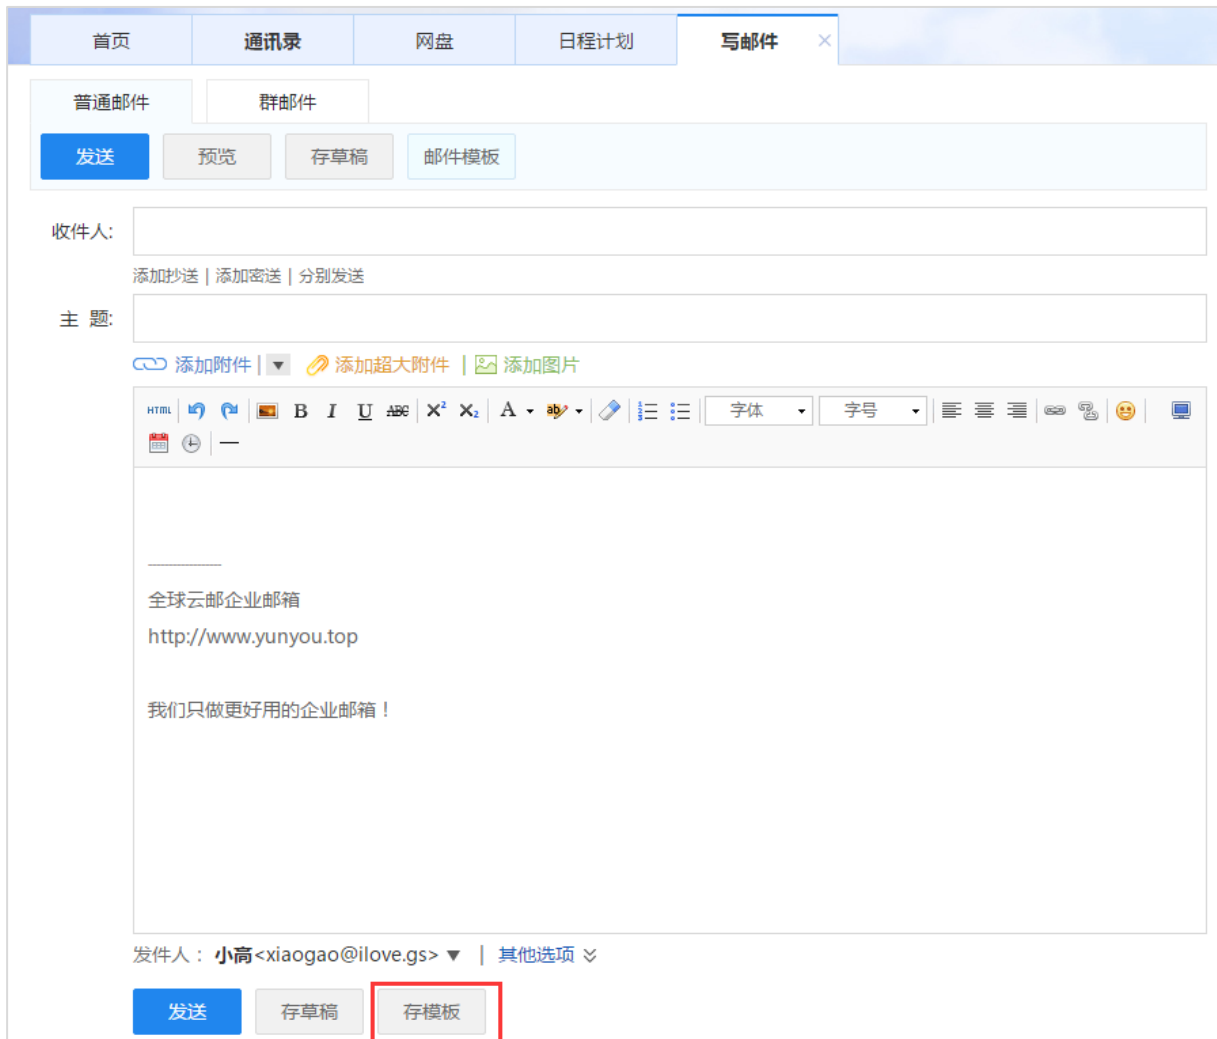 首页 通讯录 网盘 日程计划 写邮件 ×
普通邮件 群邮件
发送 预览 存草稿 邮件模板
收件人:
添加抄送 | 添加密送 | 分别发送
主 题:
添加附件 | ▼ 添加超大附件 | 添加图片
HTML B I U ABC X² X₂ A ab 字体 字号
全球云邮企业邮箱
http://www.yunyou.top
我们只做更好用的企业邮箱！
发件人：小高<xiaogao@ilove.gs> ▼ | 其他选项
发送 存草稿 存模板